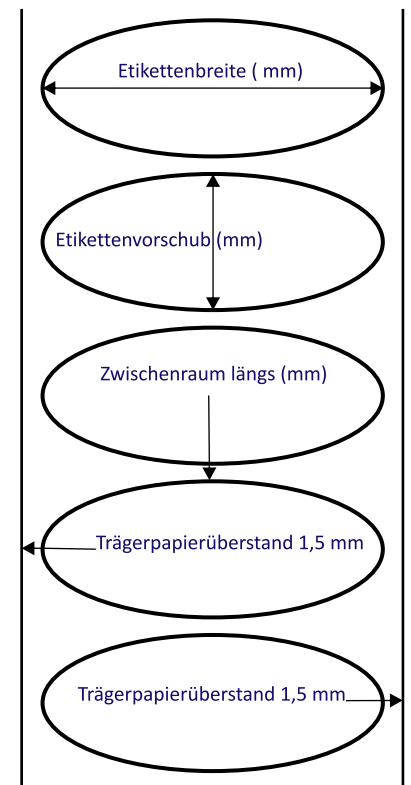 Etikettenbreite ( mm)
Etikettenvorschub (mm)
Zwischenraum längs (mm)
Trägerpapierüberstand 1,5 mm
Trägerpapierüberstand 1,5 mm